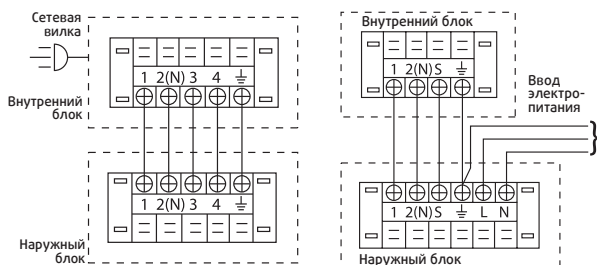 Сетевая
вилка
1 2(N) 3 4
Внутренний
блок
1 2(N) 3 4
Наружный
блок
Внутренний блок
1 2(N) S
Ввод
электро-
питания
1 2(N) S L N
Наружный блок